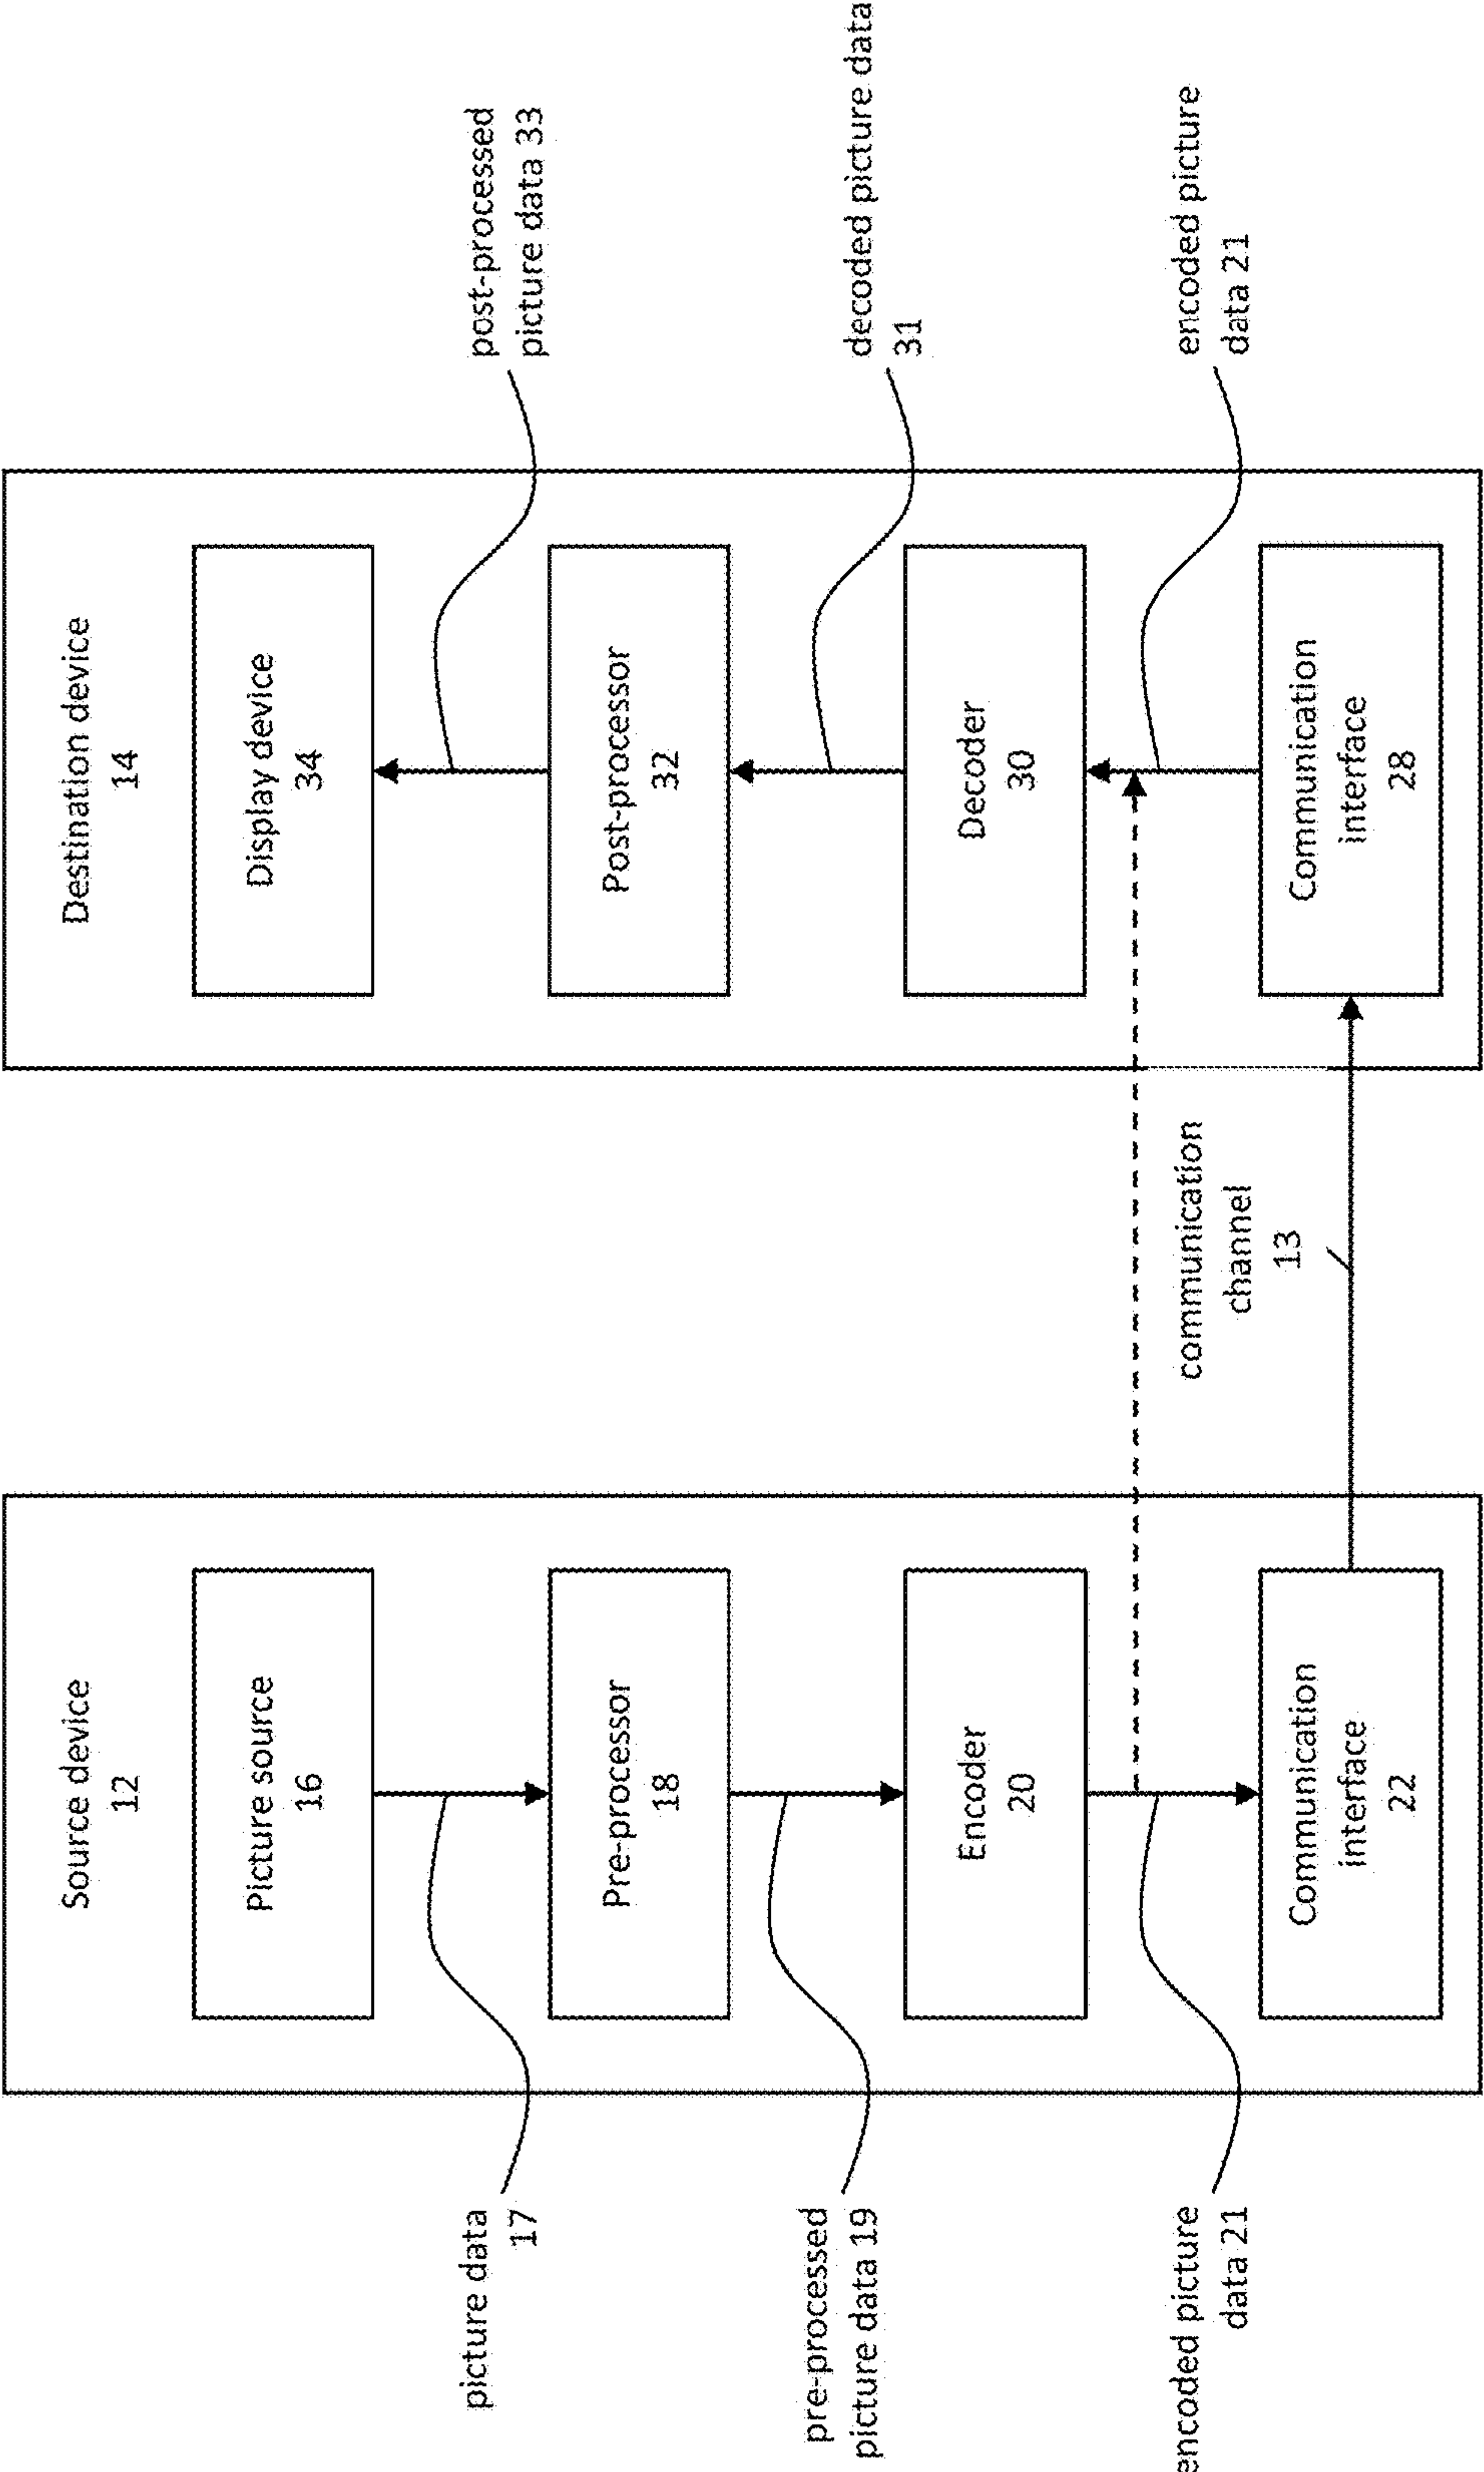 Source device
12
Picture source
16
picture data
17
Pre-processor
18
pre-processed
picture data 19
Encoder
20
encoded picture
data 21
Communication
interface
22
communication
channel
13
Destination device
14
Display device
34
post-processed
picture data 33
Post-processor
32
decoded picture data
31
Decoder
30
encoded picture
data 21
Communication
interface
28